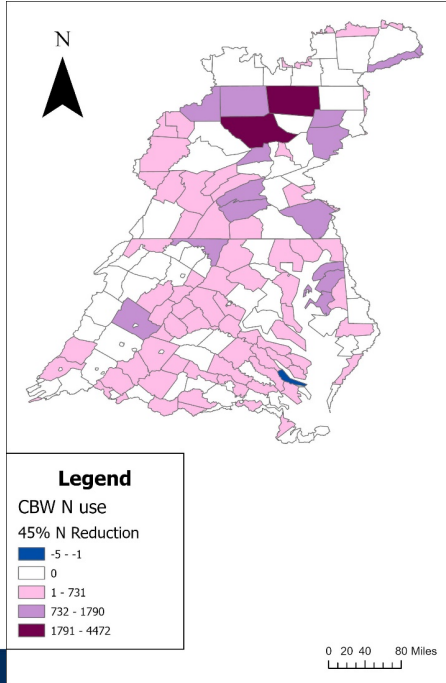 N
Legend
CBW N use
45% N Reduction
-5 - -1
0
1 - 731
732 - 1790
1791 - 4472
0 20 40 80 Miles